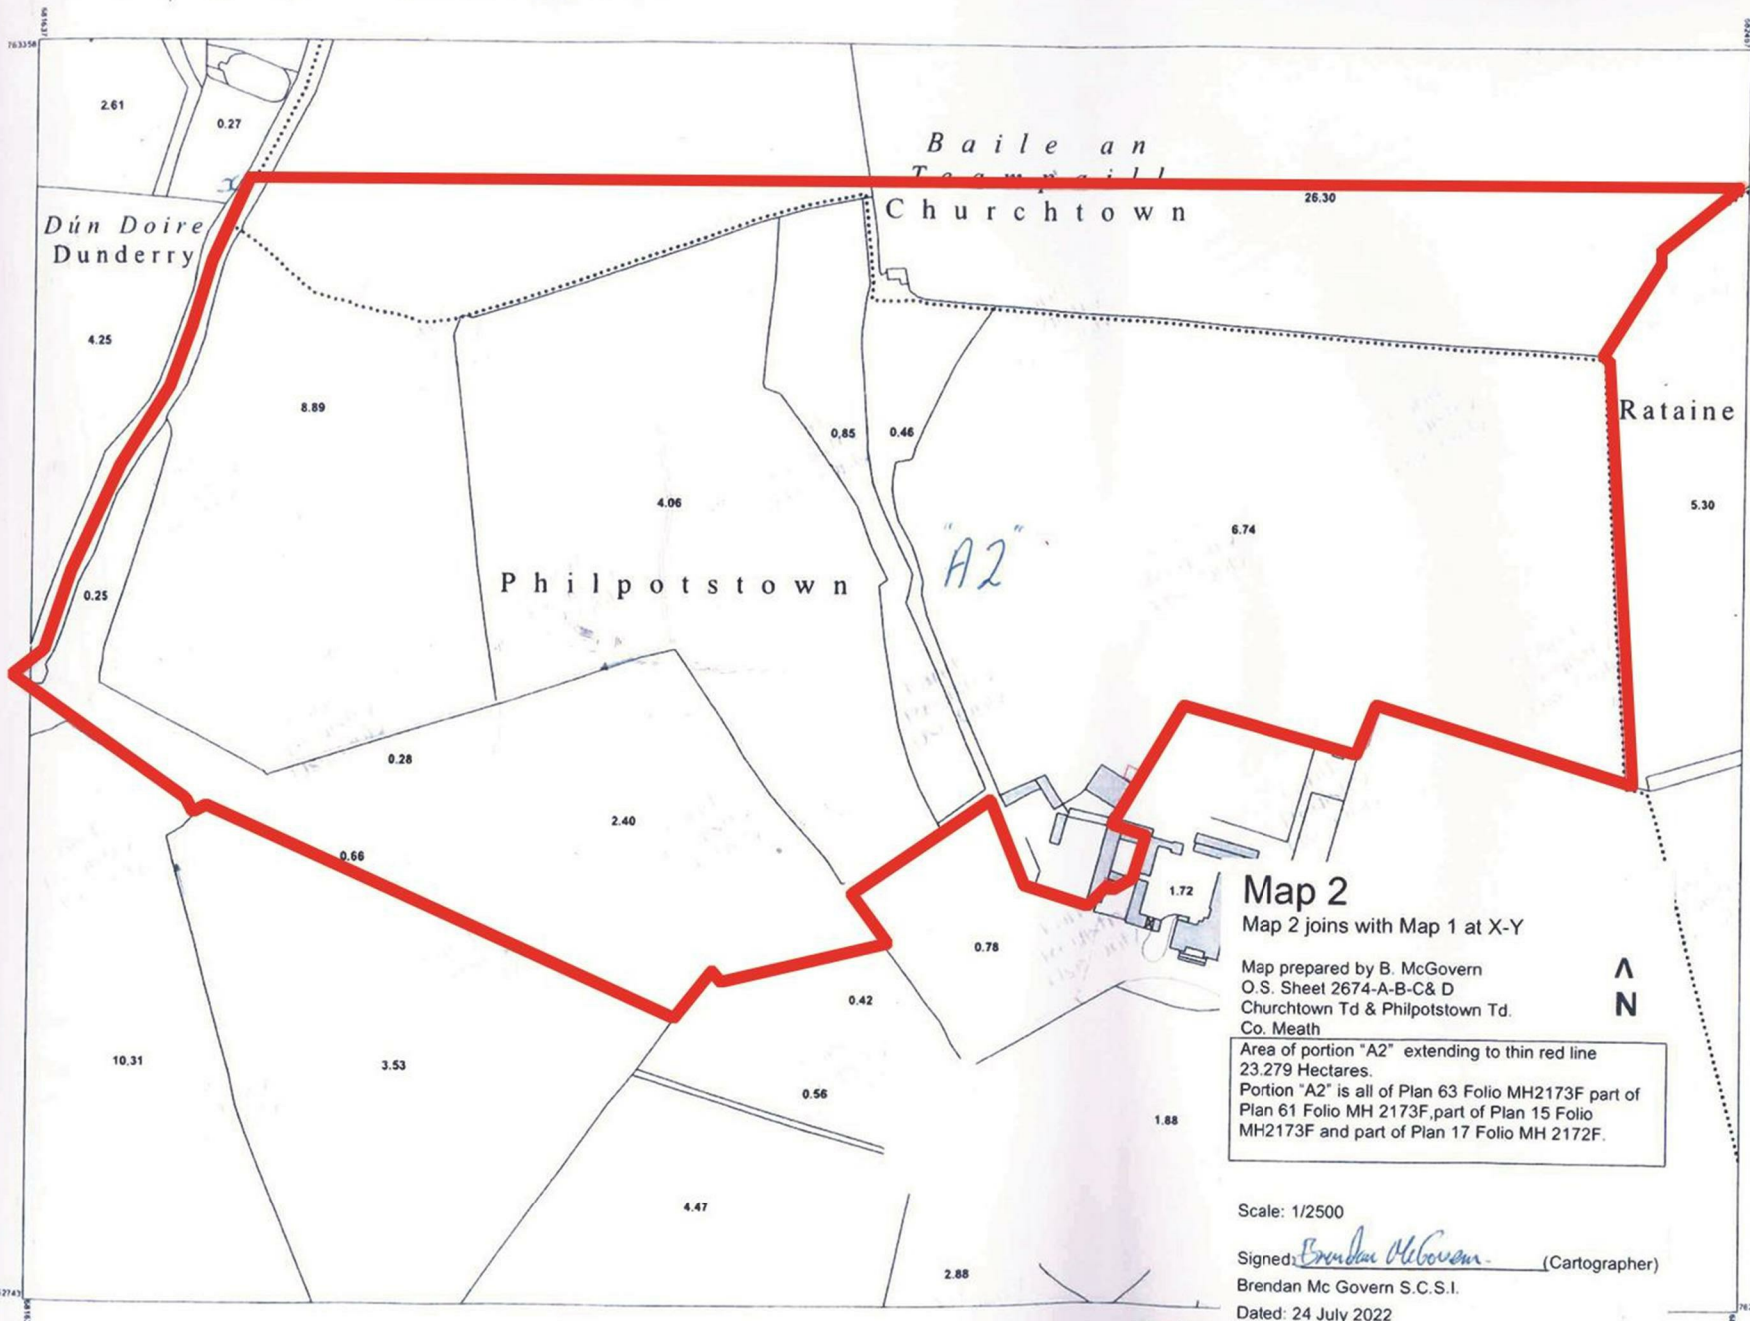 763358
2.61
0.27
Baile an
Teampaill
Churchtown
26.30
x
Dún Doire
Dunderry
4.25
8.89
0,85
0.46
Rataine
4.06
"A2"
6.74
5.30
0.25
Philpotstown
0.28
2.40
0.66
1.72
0.78
0.42
10,31
3.53
0.56
1.88
4.47
2.88
Map 2
Map 2 joins with Map 1 at X-Y
Map prepared by B. McGovern
O.S. Sheet 2674-A-B-C& D
Churchtown Td & Philpotstown Td.
Co. Meath
N
Area of portion "A2" extending to thin red line
23.279 Hectares.
Portion "A2" is all of Plan 63 Folio MH2173F part of
Plan 61 Folio MH 2173F,part of Plan 15 Folio
MH2173F and part of Plan 17 Folio MH 2172F.
Scale: 1/2500
Signed: Brendan McGovern. (Cartographer)
Brendan Mc Govern S.C.S.I.
Dated: 24 July 2022